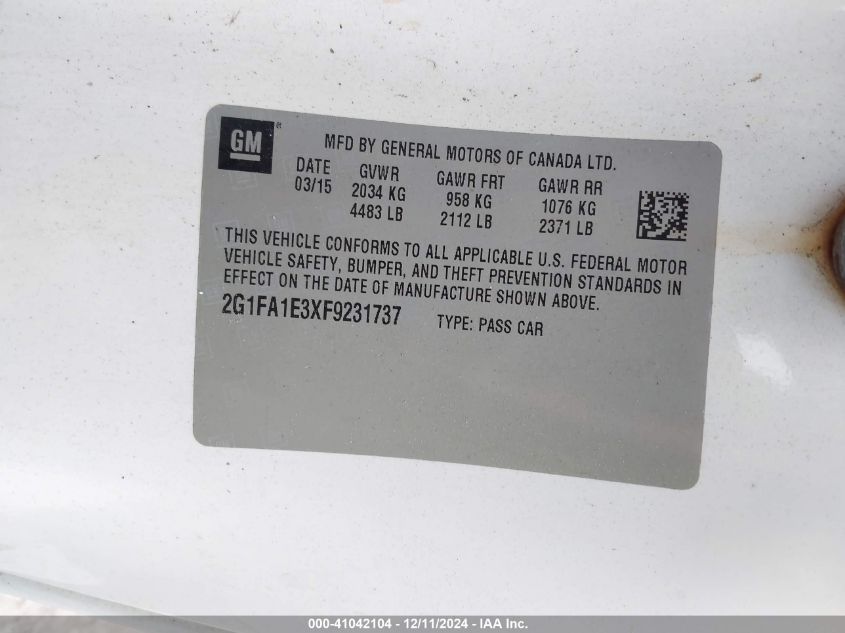 GM
MFD BY GENERAL MOTORS OF CANADA LTD.
DATE GVWR GAWR FRT GAWR RR
03/15 2034 KG 958 KG 1076 KG
4483 LB 2112 LB 2371 LB
THIS VEHICLE CONFORMS TO ALL APPLICABLE U.S. FEDERAL MOTOR
VEHICLE SAFETY, BUMPER, AND THEFT PREVENTION STANDARDS IN
EFFECT ON THE DATE OF MANUFACTURE SHOWN ABOVE.
2G1FA1E3XF9231737 TYPE: PASS CAR
000-41042104 - 12/11/2024 - IAA Inc.